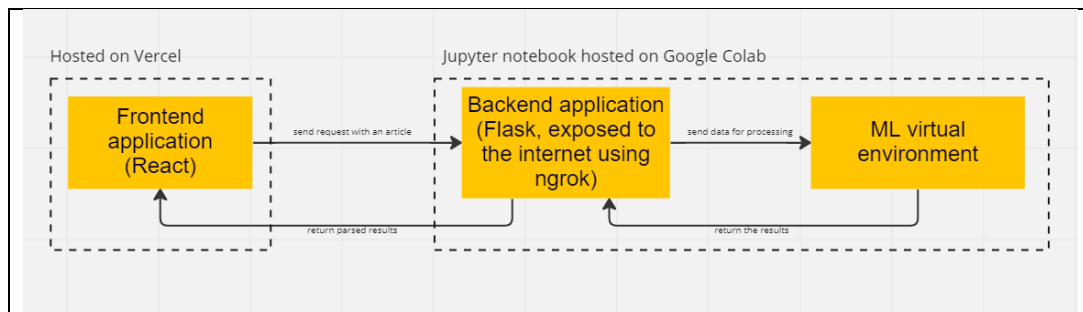 Hosted on Vercel
Jupyter notebook hosted on Google Colab
Frontend
application
(React)
send request with an article
Backend application
(Flask, exposed to
the internet using
ngrok)
send data for processing
ML virtual
environment
return parsed results
return the results